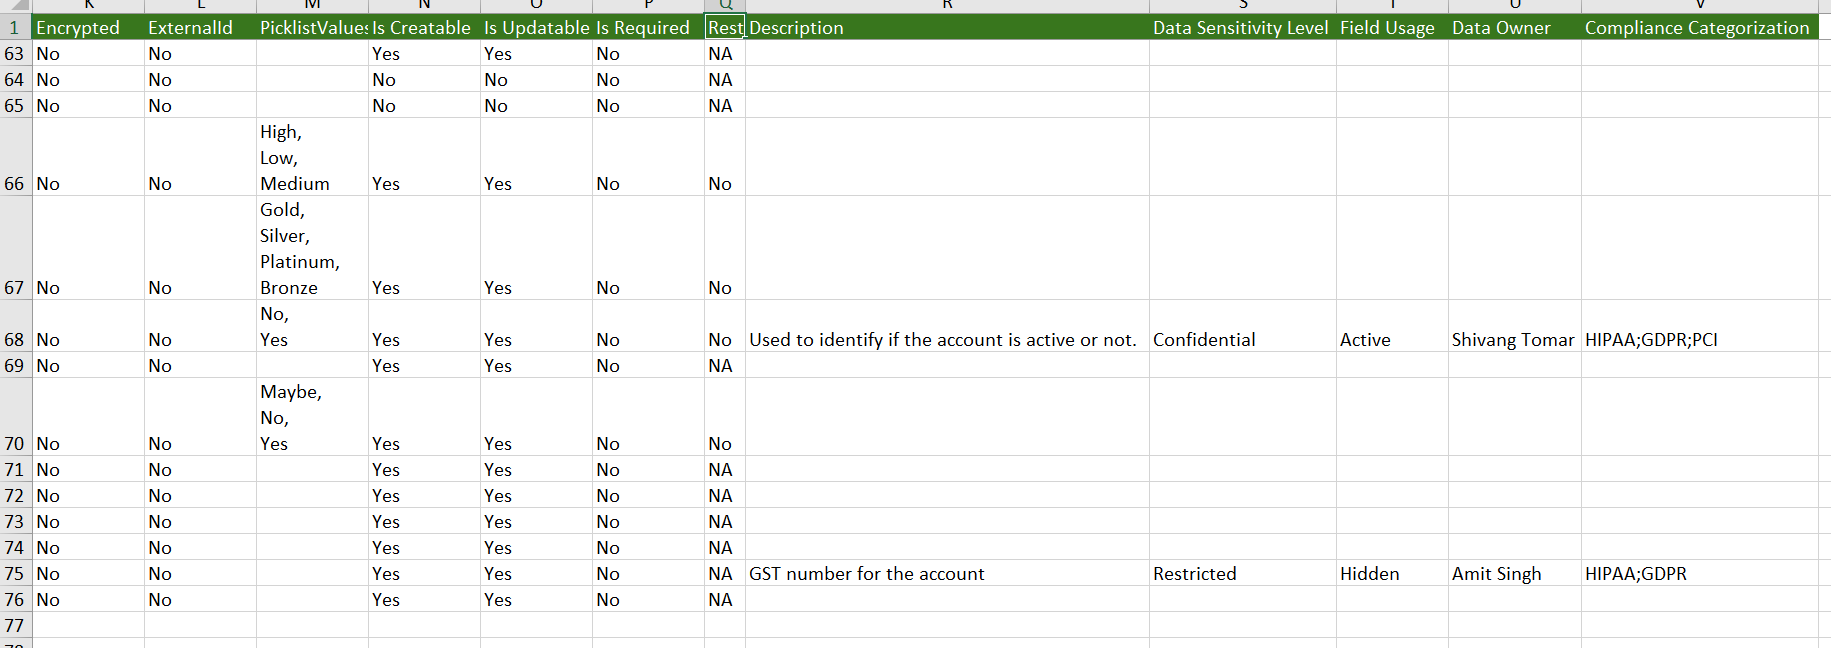 K L M N O P Q R S T U V
1 Encrypted ExternalId PicklistValues Is Creatable Is Updatable Is Required Rest Description Data Sensitivity Level Field Usage Data Owner Compliance Categorization
63 No No Yes Yes No NA
64 No No No No No NA
65 No No No No No NA
High,
Low,
66 No No Medium Yes Yes No No
Gold,
Silver,
Platinum,
67 No No Bronze Yes Yes No No
No,
68 No No Yes Yes Yes No No Used to identify if the account is active or not. Confidential Active Shivang Tomar HIPAA;GDPR;PCI
69 No No Yes Yes No NA
Maybe,
No,
70 No No Yes Yes Yes No No
71 No No Yes Yes No NA
72 No No Yes Yes No NA
73 No No Yes Yes No NA
74 No No Yes Yes No NA
75 No No Yes Yes No NA GST number for the account Restricted Hidden Amit Singh HIPAA;GDPR
76 No No Yes Yes No NA
77